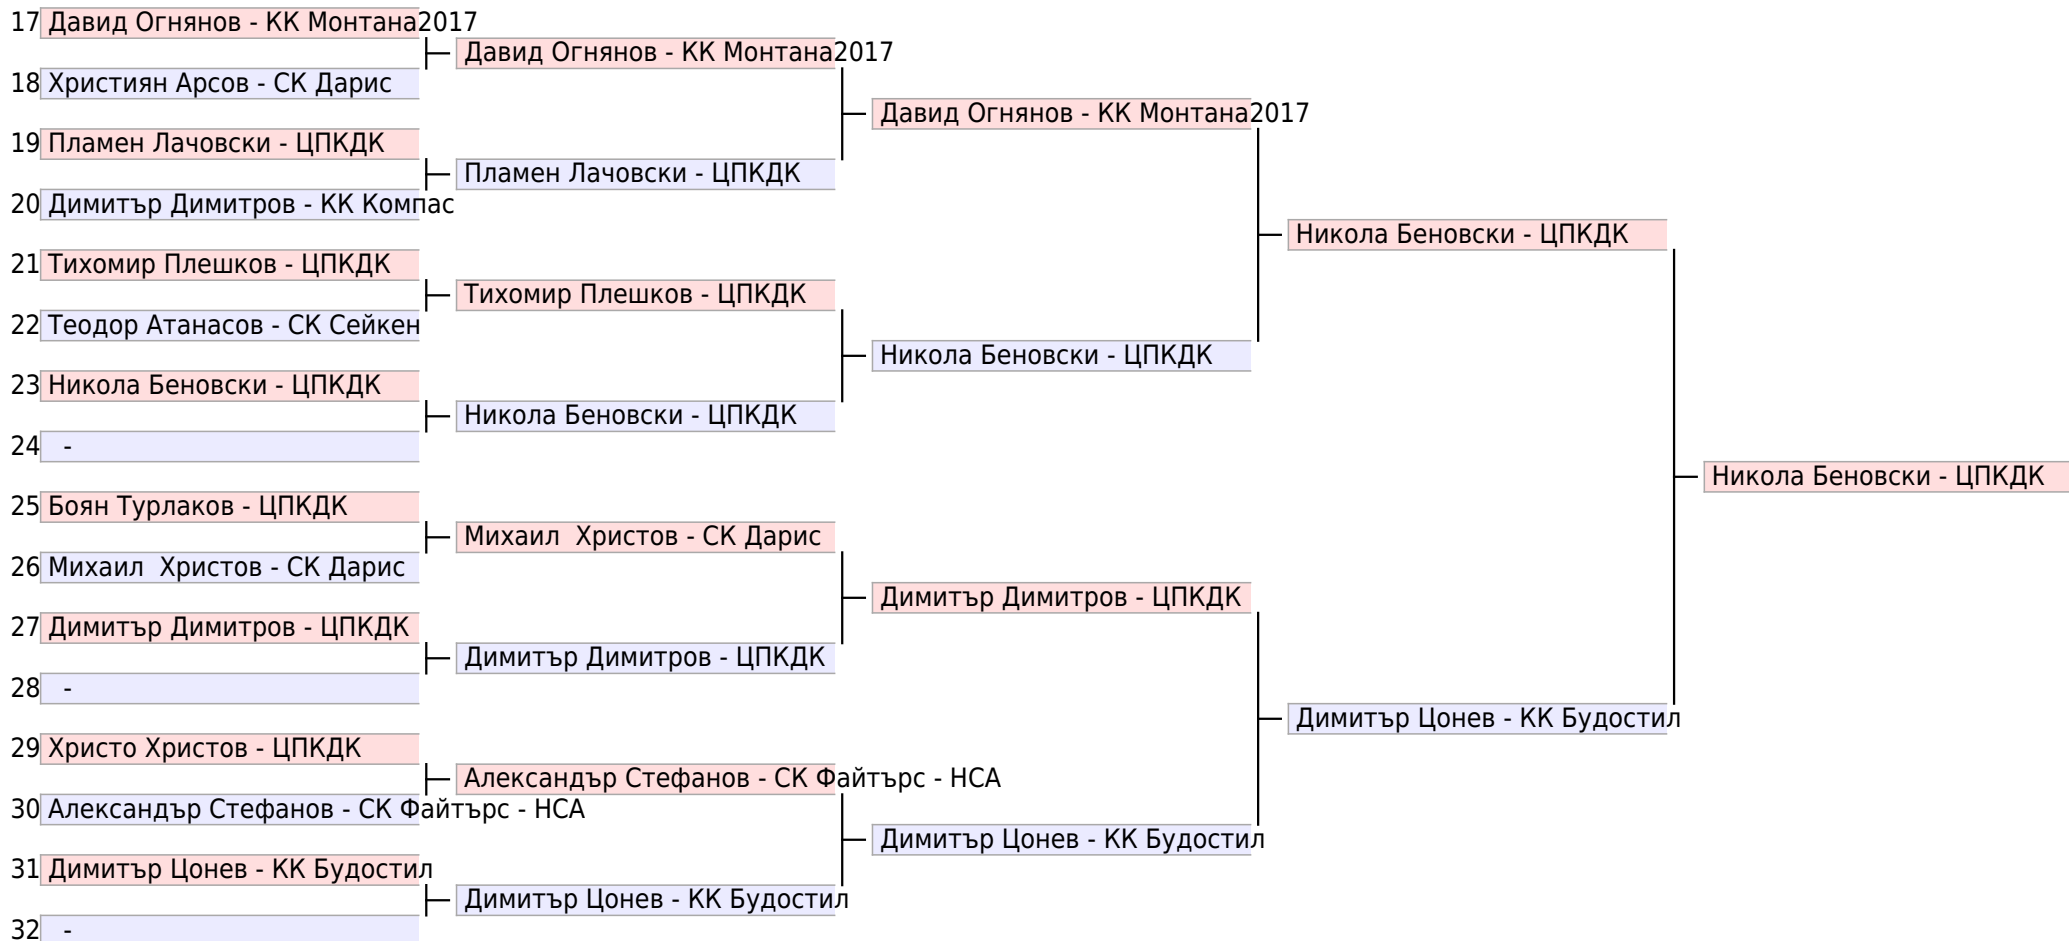 17 Давид Огнянов - КК Монтана2017
Давид Огнянов - КК Монтана2017
18 Християн Арсов - СК Дарис
Давид Огнянов - КК Монтана2017
19 Пламен Лачовски - ЦПКДК
Пламен Лачовски - ЦПКДК
20 Димитър Димитров - КК Компас
Никола Беновски - ЦПКДК
21 Тихомир Плешков - ЦПКДК
Тихомир Плешков - ЦПКДК
22 Теодор Атанасов - СК Сейкен
Никола Беновски - ЦПКДК
23 Никола Беновски - ЦПКДК
Никола Беновски - ЦПКДК
24 -
Никола Беновски - ЦПКДК
25 Боян Турлаков - ЦПКДК
Михаил  Христов - СК Дарис
26 Михаил  Христов - СК Дарис
Димитър Димитров - ЦПКДК
27 Димитър Димитров - ЦПКДК
Димитър Димитров - ЦПКДК
28 -
Димитър Цонев - КК Будостил
29 Христо Христов - ЦПКДК
Александър Стефанов - СК Файтърс - НСА
30 Александър Стефанов - СК Файтърс - НСА
Димитър Цонев - КК Будостил
31 Димитър Цонев - КК Будостил
Димитър Цонев - КК Будостил
32 -